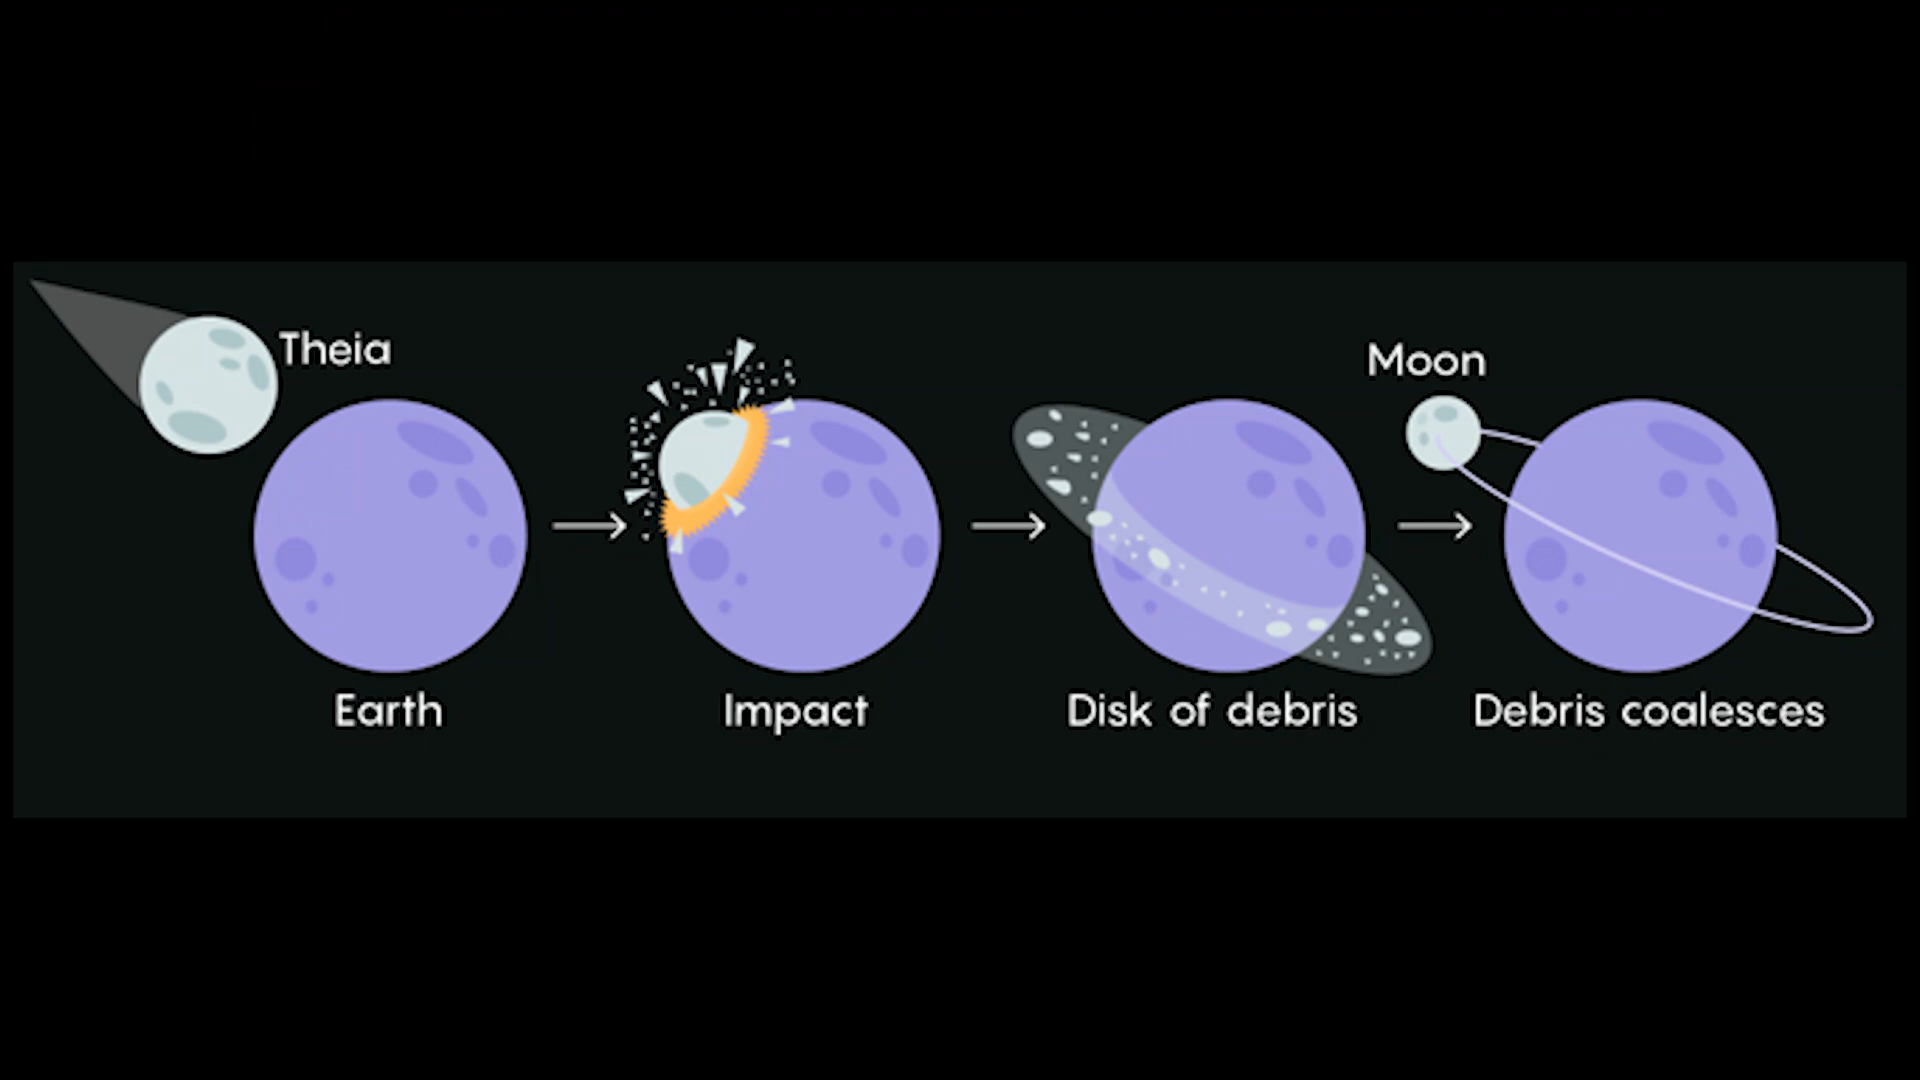 Theia
Moon
Earth
Impact
Disk of debris
Debris coalesces